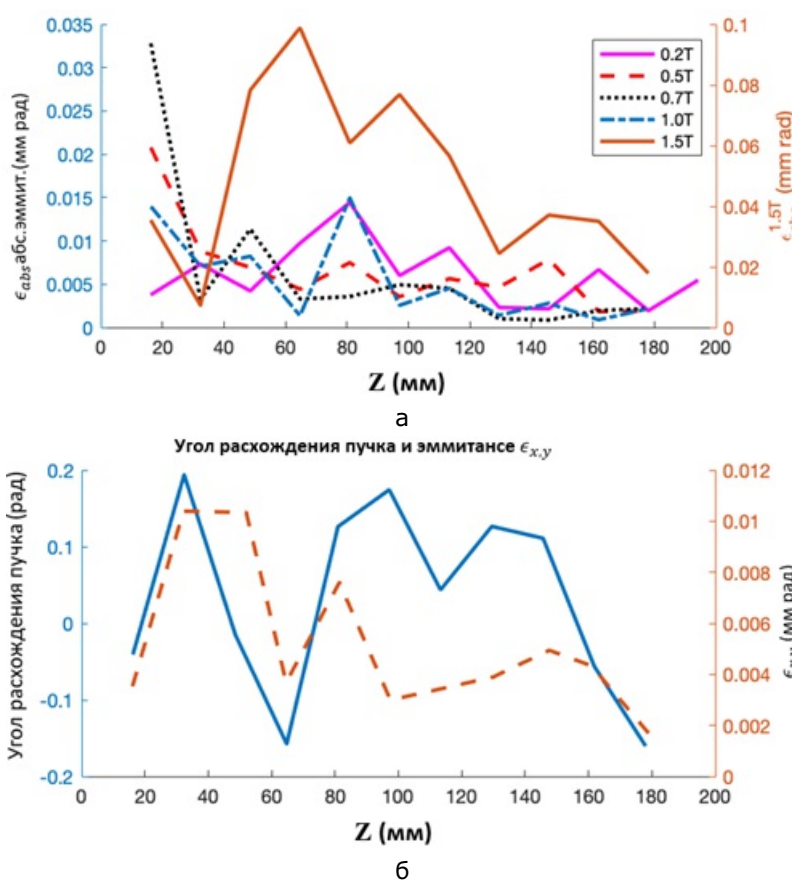 0.035
0.03
0.025
0.02
0.015
0.01
0.005
0
ϵabs абс.эммит.(мм рад)
0.2T
0.5T
0.7T
1.0T
1.5T
0.1
0.08
0.06
0.04
0.02
0
1.5T (mm rad)
0 20 40 60 80 100 120 140 160 180 200
Z (мм)
а
Угол расхождения пучка и эммитансе ϵx,y
0.2
0.1
0
-0.1
-0.2
Угол расхождения пучка (рад)
0.012
0.01
0.008
0.006
0.004
0.002
0
(мм рад)
0 20 40 60 80 100 120 140 160 180 200
Z (мм)
б